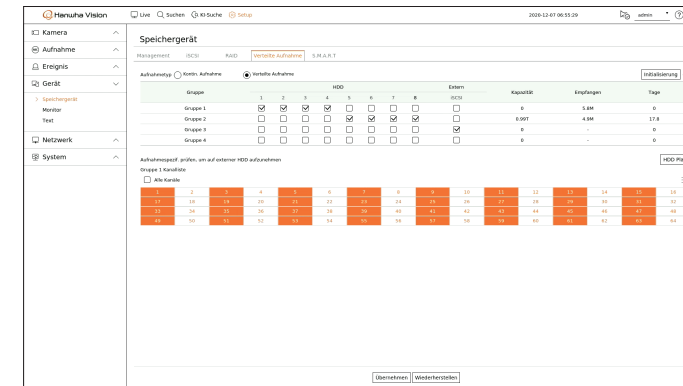 Hanwha Vision Live Suchen KI-Suche Setup 2028-12-07 06:55:29 admin
Kamera
Aufnahme
Ereignis
Gerät
Speichergerät
Monitor
Text
Netzwerk
System
Speichergerät
Management iSCSI RAID Verteilte Aufnahme S.M.A.R.T
Aufnahmetyp Kontin. Aufnahme Verteilte Aufnahme Initialisierung
Gruppe HDD Extern Kapazität Empfangen Tage
1 2 3 4 5 6 7 8 iSCSI
Gruppe 1 0 5.8M 0
Gruppe 2 0.99T 4.9M 17.8
Gruppe 3 0 - 0
Gruppe 4 0 - 0
Aufnahmespezif. prüfen, um auf externer HDD aufzunehmen HDD Pla
Gruppe 1 Kanalliste
Alle Kanäle
1 2 3 4 5 6 7 8 9 10 11 12 13 14 15 16
17 18 19 20 21 22 23 24 25 26 27 28 29 30 31 32
33 34 35 36 37 38 39 40 41 42 43 44 45 46 47 48
49 50 51 52 53 54 55 56 57 58 59 60 61 62 63 64
Übernehmen Wiederherstellen